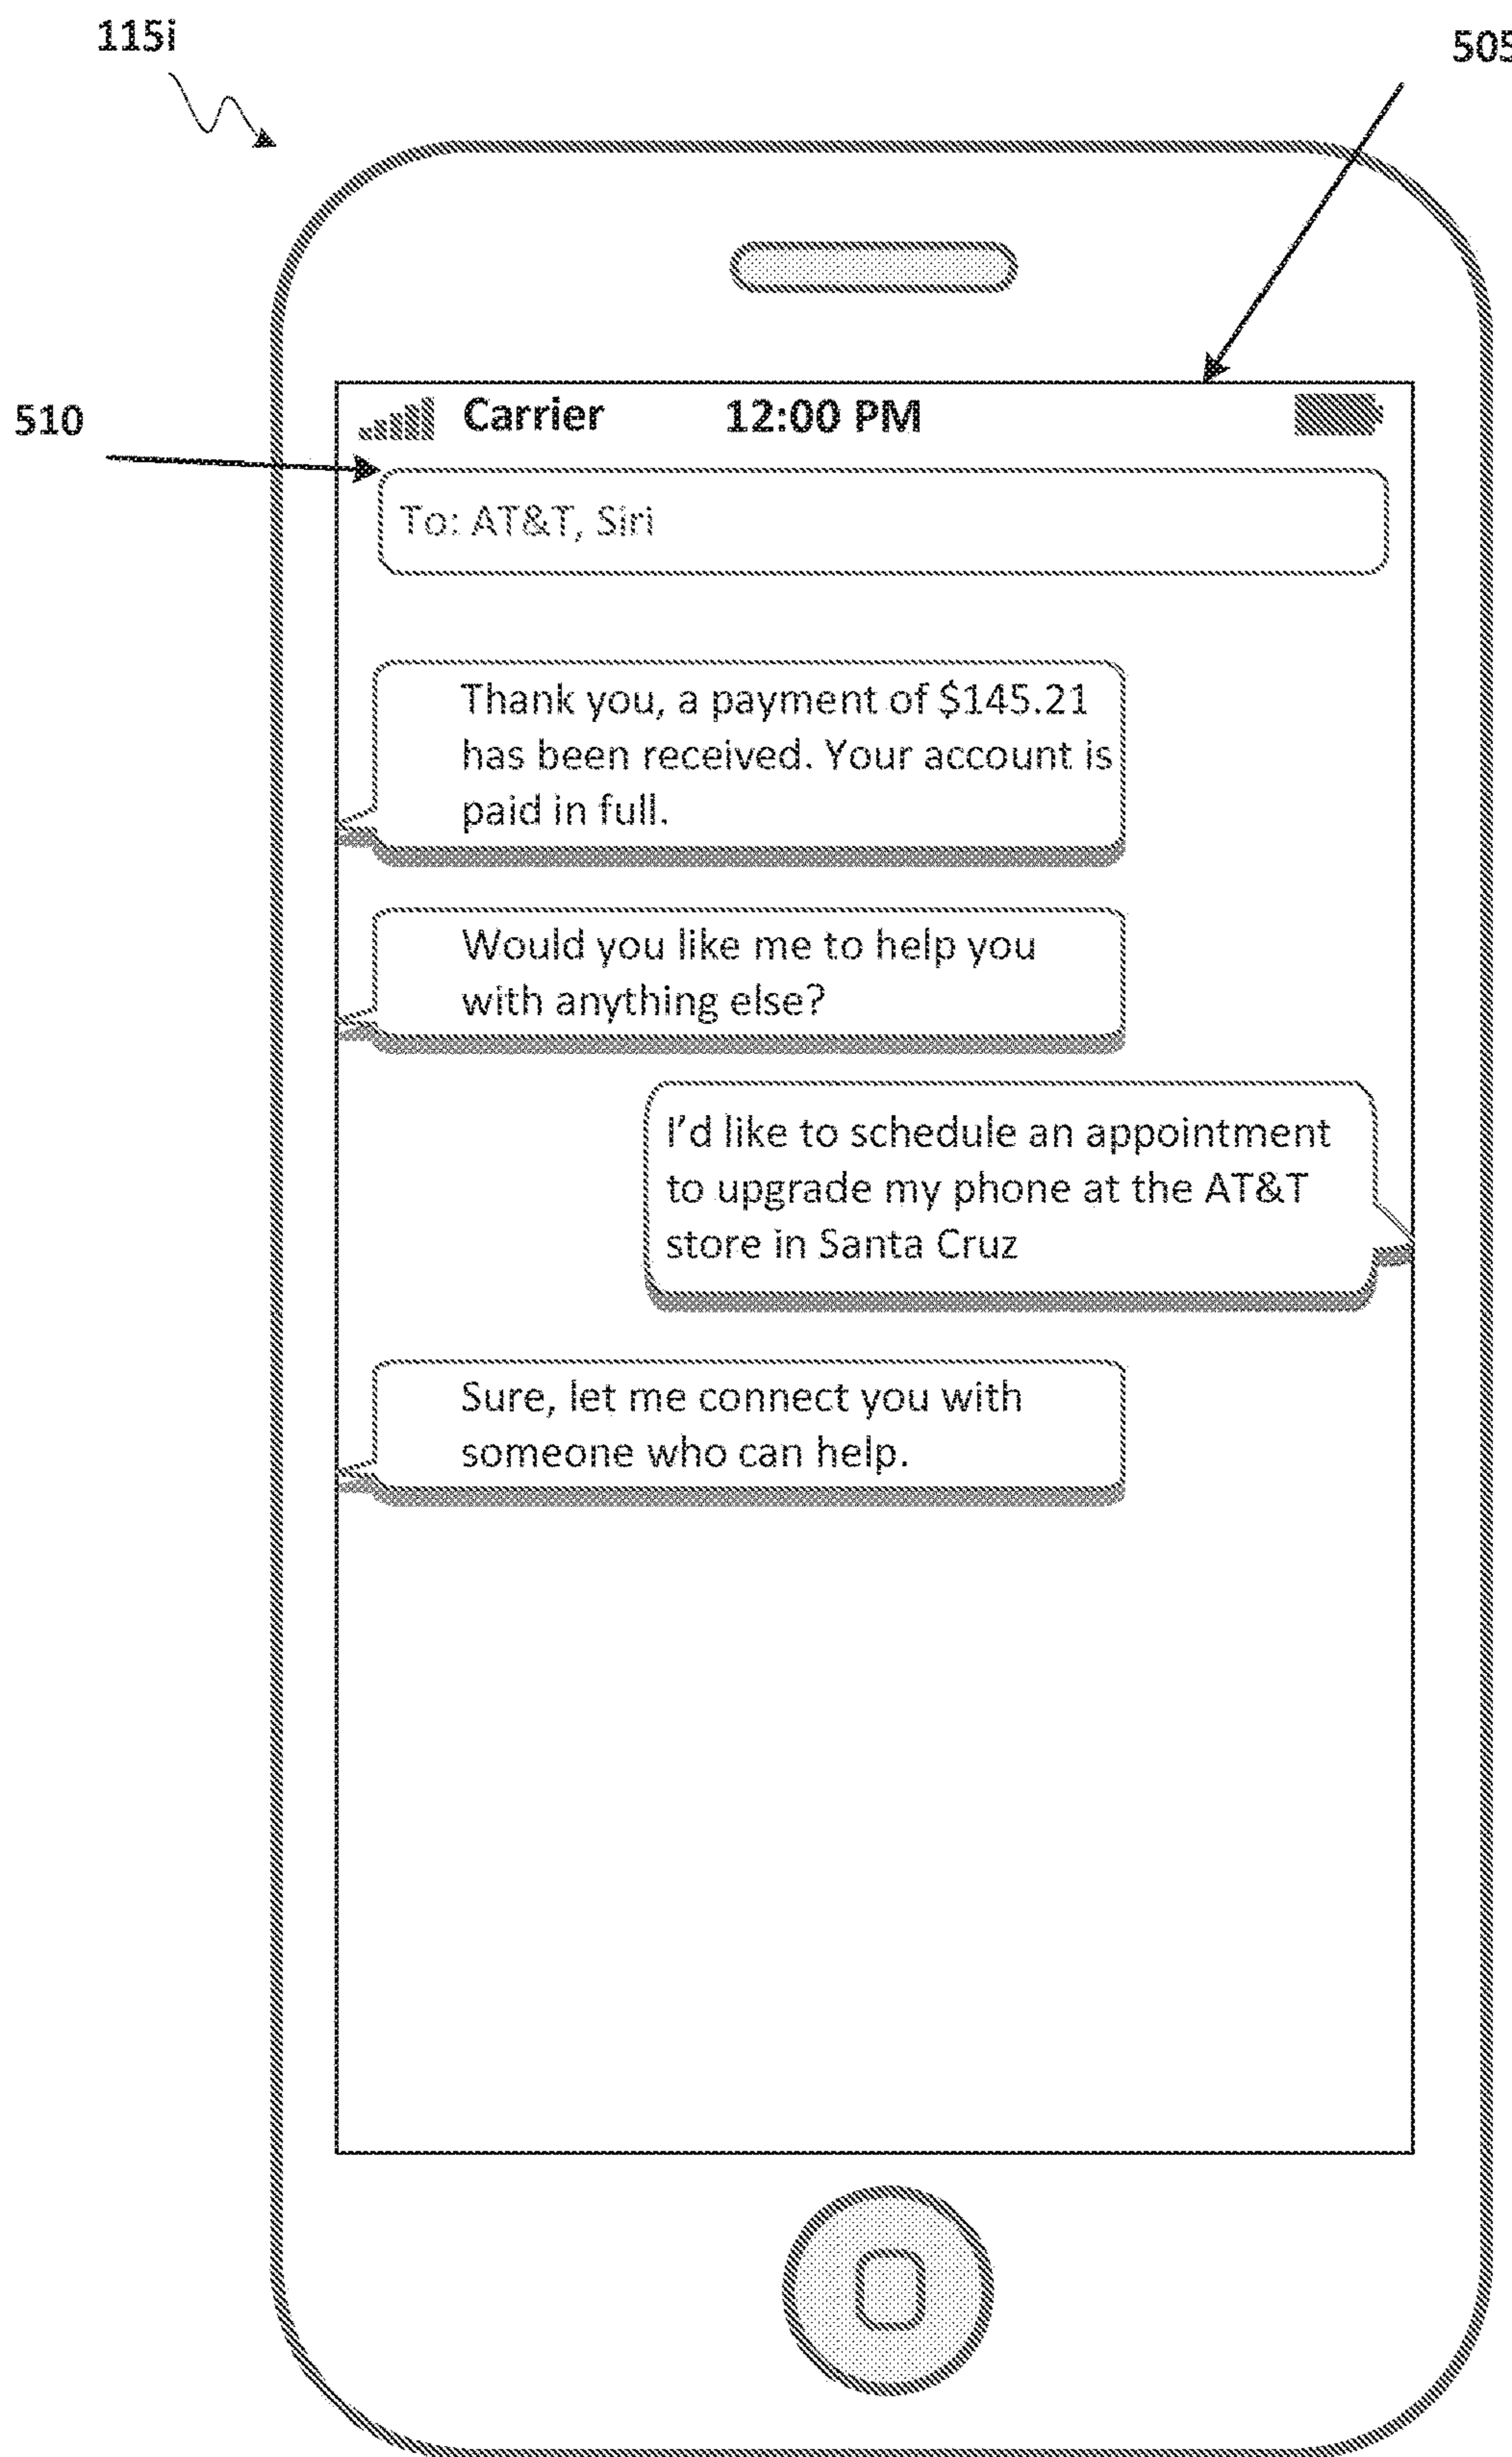 115i
505
510
Carrier 12:00 PM
To: AT&T, Siri
Thank you, a payment of $145.21
has been received. Your account is
paid in full.
Would you like me to help you
with anything else?
I'd like to schedule an appointment
to upgrade my phone at the AT&T
store in Santa Cruz
Sure, let me connect you with
someone who can help.